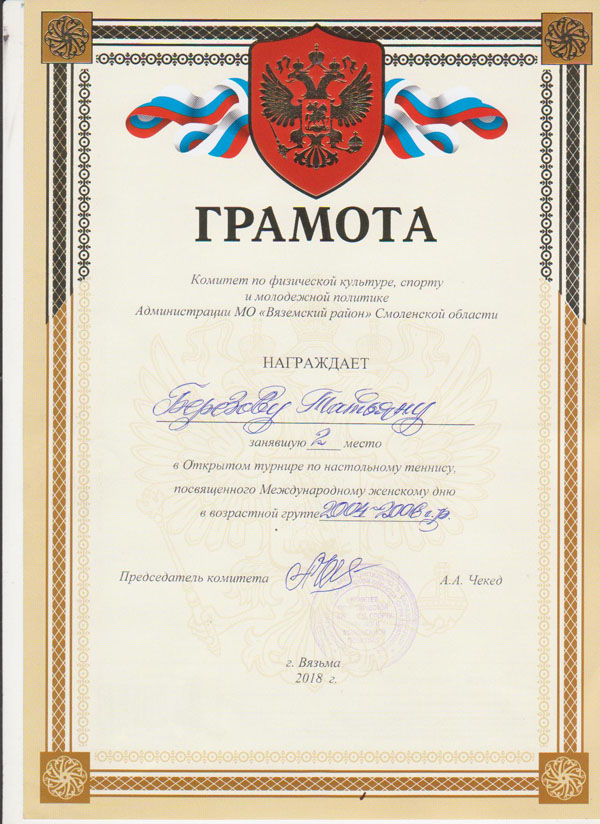 ГРАМОТА
Комитет по физической культуре, спорту
и молодежной политике
Администрации МО «Вяземский район» Смоленской области
НАГРАЖДАЕТ
Березову Татьяну
занявшую 2 место
в Открытом турнире по настольному теннису,
посвященного Международному женскому дню
в возрастной группе 2004-2006 г.р.
Председатель комитета А.А. Чекед
г. Вязьма
2018 г.